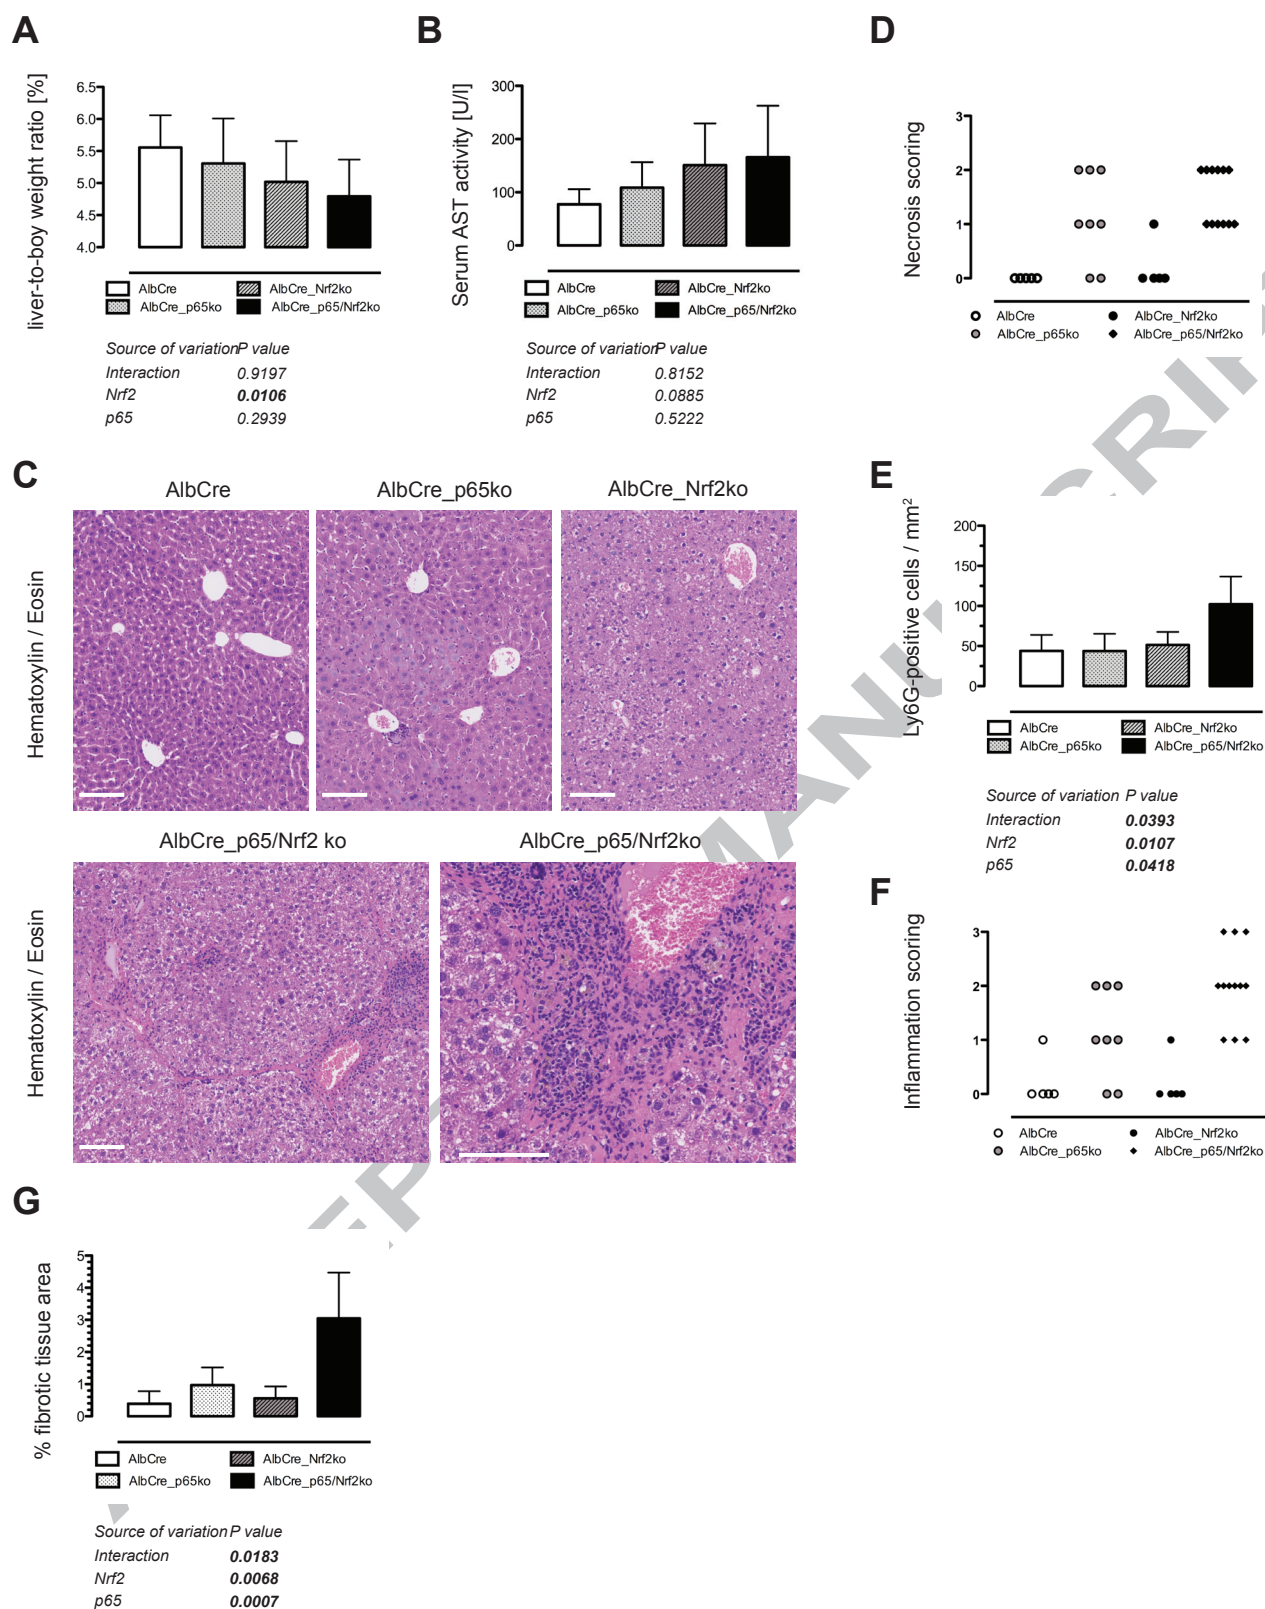 A
liver-to-boy weight ratio [%]
6.5
6.0
5.5
5.0
4.5
4.0
AlbCre
AlbCre_Nrf2ko
AlbCre_p65ko
AlbCre_p65/Nrf2ko
Source of variation P value
Interaction 0.9197
Nrf2 0.0106
p65 0.2939
B
Serum AST activity [U/l]
300
200
100
0
AlbCre
AlbCre_Nrf2ko
AlbCre_p65ko
AlbCre_p65/Nrf2ko
Source of variation P value
Interaction 0.8152
Nrf2 0.0885
p65 0.5222
D
Necrosis scoring
3
2
1
0
AlbCre
AlbCre_Nrf2ko
AlbCre_p65ko
AlbCre_p65/Nrf2ko
C
AlbCre
AlbCre_p65ko
AlbCre_Nrf2ko
Hematoxylin / Eosin
AlbCre_p65/Nrf2 ko
AlbCre_p65/Nrf2ko
Hematoxylin / Eosin
E
Ly6G-positive cells / mm²
200
150
100
50
0
AlbCre
AlbCre_Nrf2ko
AlbCre_p65ko
AlbCre_p65/Nrf2ko
Source of variation P value
Interaction 0.0393
Nrf2 0.0107
p65 0.0418
F
Inflammation scoring
3
2
1
0
AlbCre
AlbCre_Nrf2ko
AlbCre_p65ko
AlbCre_p65/Nrf2ko
G
% fibrotic tissue area
5
4
3
2
1
0
AlbCre
AlbCre_Nrf2ko
AlbCre_p65ko
AlbCre_p65/Nrf2ko
Source of variation P value
Interaction 0.0183
Nrf2 0.0068
p65 0.0007